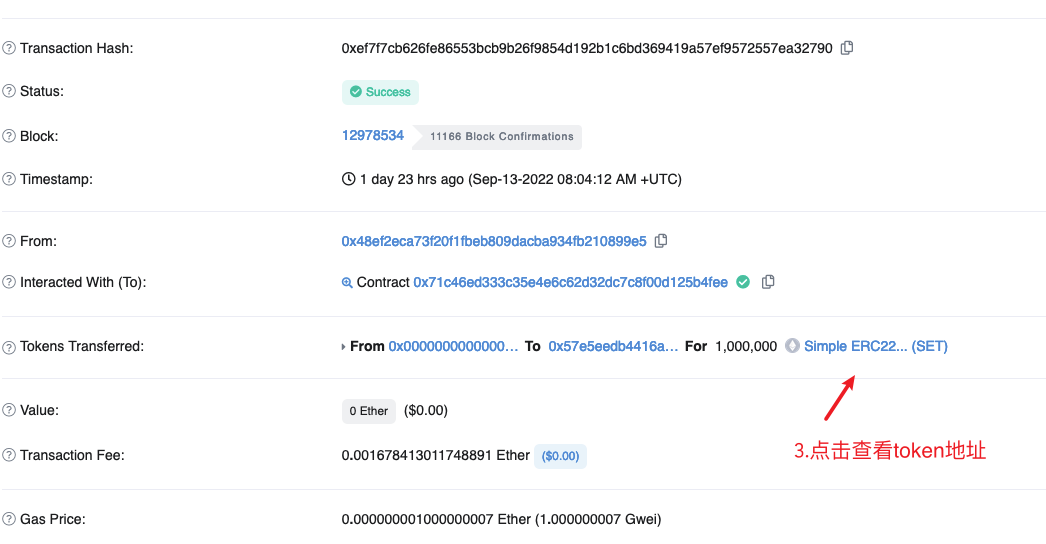 Transaction Hash: 0xef7f7cb626fe86553bcb9b26f9854d192b1c6bd369419a57ef9572557ea32790
Status: Success
Block: 12978534 11166 Block Confirmations
Timestamp: 1 day 23 hrs ago (Sep-13-2022 08:04:12 AM +UTC)
From: 0x48ef2eca73f20f1fbeb809dacba934fb210899e5
Interacted With (To): Contract 0x71c46ed333c35e4e6c62d32dc7c8f00d125b4fee
Tokens Transferred: From 0x0000000000000... To 0x57e5eedb4416a... For 1,000,000 Simple ERC22... (SET)
Value: 0 Ether ($0.00)
Transaction Fee: 0.001678413011748891 Ether ($0.00)
3.点击查看token地址
Gas Price: 0.000000001000000007 Ether (1.000000007 Gwei)